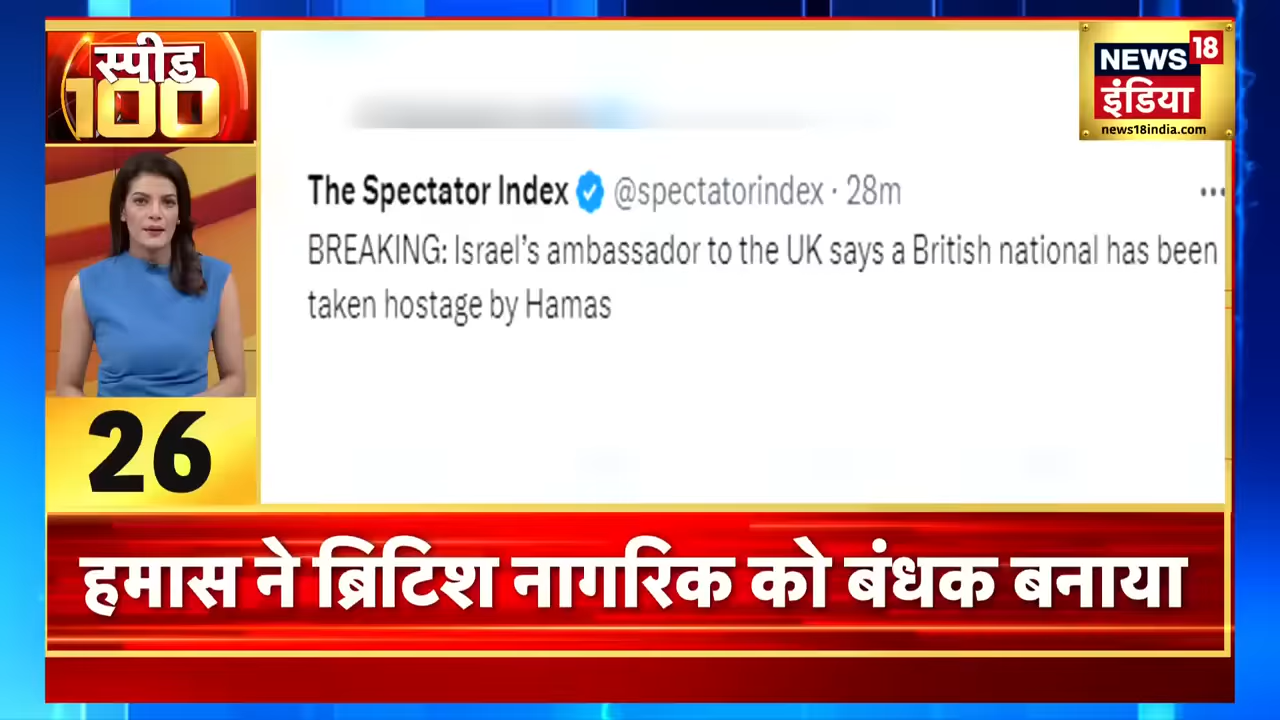 स्पीड
100
NEWS 18
इंडिया
news18india.com
The Spectator Index @spectatorindex · 28m
BREAKING: Israel’s ambassador to the UK says a British national has been
taken hostage by Hamas
26
हमास ने ब्रिटिश नागरिक को बंधक बनाया